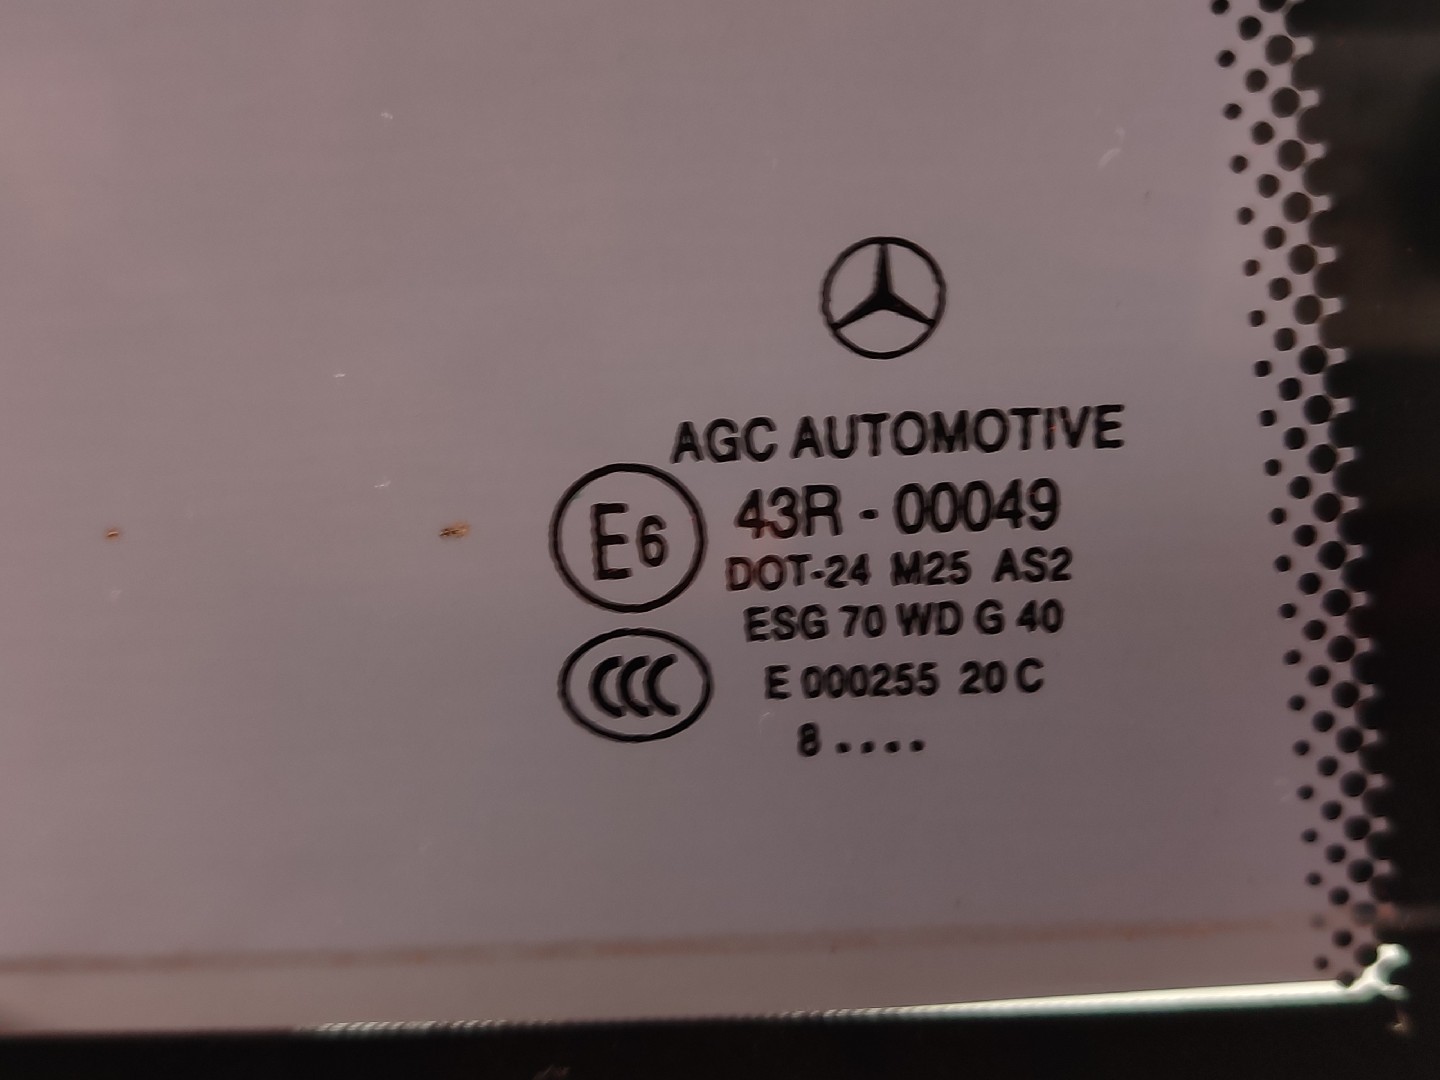 AGC AUTOMOTIVE
E6 43R - 00049
DOT-24 M25 AS2
ESG 70 WD G 40
CCC E 000255 20 C
8 ....